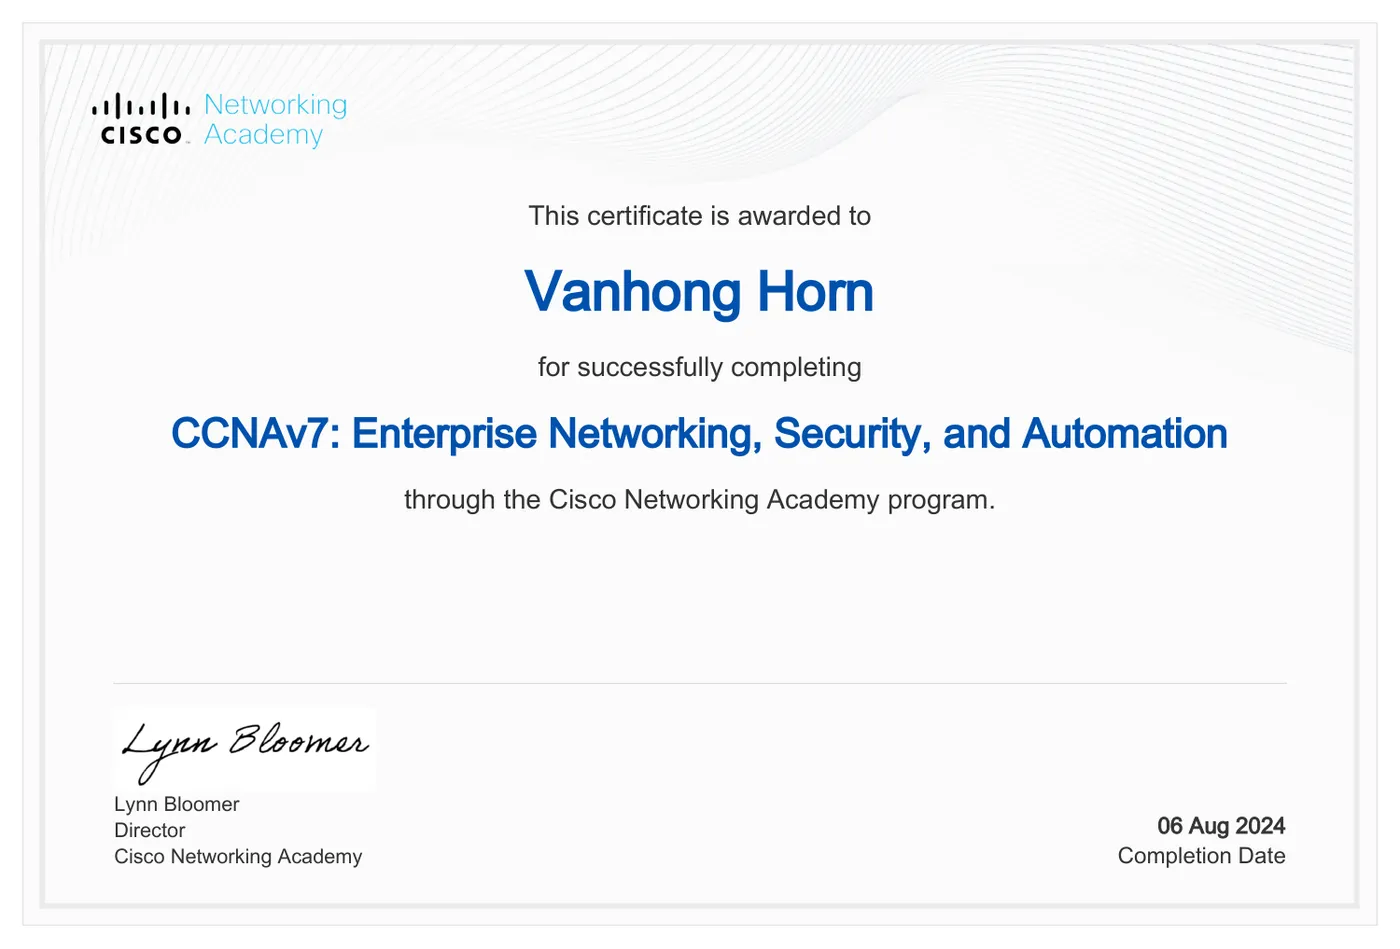 Networking
CISCO Academy
This certificate is awarded to
Vanhong Horn
for successfully completing
CCNAv7: Enterprise Networking, Security, and Automation
through the Cisco Networking Academy program.
Lynn Bloomer
Lynn Bloomer
Director
Cisco Networking Academy
06 Aug 2024
Completion Date